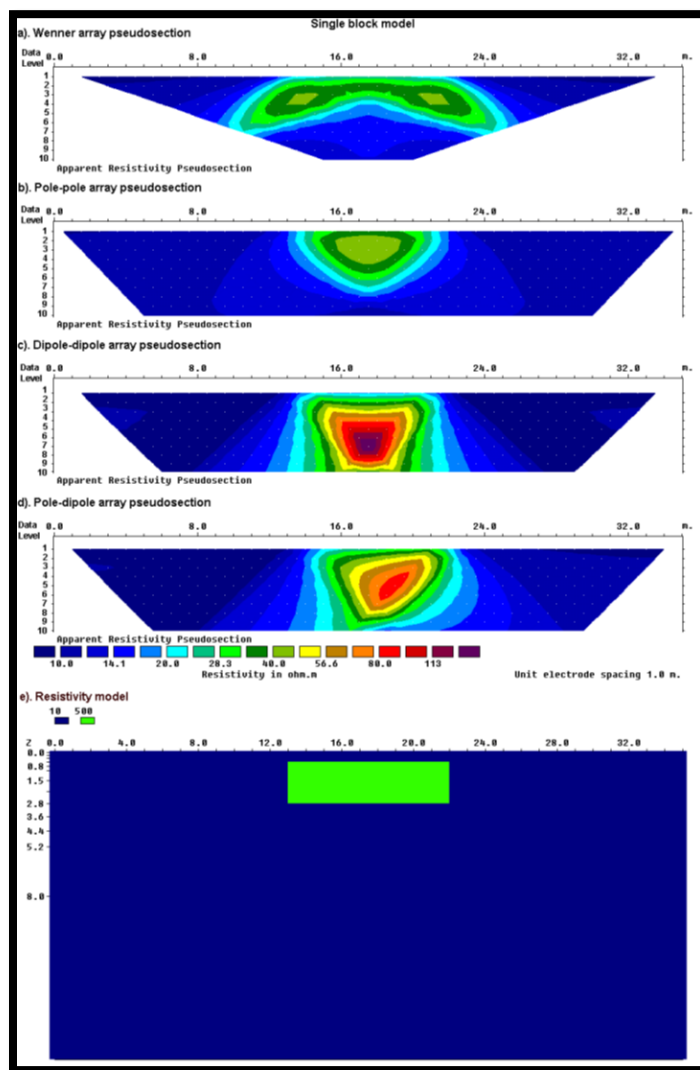 Single block model
a). Wenner array pseudosection
Data 0.0 8.0 16.0 24.0 32.0 m.
Level
1
2
3
4
5
6
7
8
9
10
Apparent Resistivity Pseudosection
b). Pole-pole array pseudosection
Data 0.0 8.0 16.0 24.0 32.0 m.
Level
1
2
3
4
5
6
7
8
9
10
Apparent Resistivity Pseudosection
c). Dipole-dipole array pseudosection
Data 0.0 8.0 16.0 24.0 32.0 m.
Level
1
2
3
4
5
6
7
8
9
10
Apparent Resistivity Pseudosection
d). Pole-dipole array pseudosection
Data 0.0 8.0 16.0 24.0 32.0 m.
Level
1
2
3
4
5
6
7
8
9
10
Apparent Resistivity Pseudosection
10.0 14.1 20.0 28.3 40.0 56.6 80.0 113
Resistivity in ohm.m Unit electrode spacing 1.0 m.
e). Resistivity model
10 500
Z 0.0 4.0 8.0 12.0 16.0 20.0 24.0 28.0 32.0
0.0
0.8
1.5
2.8
3.6
4.4
5.2
8.0